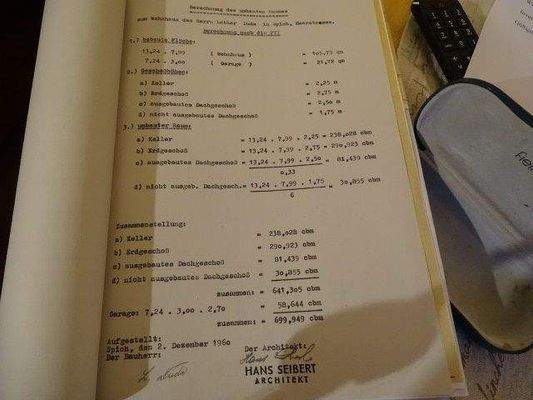 Berechnung des umbauten Raumes
zum Wohnhaus des Herrn Lothar Duda in Spich, Heerstrasse.
Berechnung nach din 277
1.) bebaute Fläche:
13,24 . 7,99 ( Wohnhaus ) = 105,79 qm
7,24 . 3,00 ( Garage ) = 21,72 qm
2.) Geschoßhöhen:
a) Keller = 2,25 m
b) Erdgeschoß = 2,75 m
c) ausgebautes Dachgeschoß = 2,50 m
d) nicht ausgebautes Dachgeschoß = 1,75 m
3.) umbauter Raum:
a) Keller = 13,24 . 7,99 . 2,25 = 238,028 cbm
b) Erdgeschoß = 13,24 . 7,99 . 2,75 = 290,923 cbm
c) ausgebautes Dachgeschoß = 13,24 . 7,99 . 2,50 = 81,439 cbm
0,33
d) nicht ausgeb. Dachgesch.= 13,24 . 7,99 . 1,75 = 30,855 cbm
6
Zusammenstellung:
a) Keller = 238,028 cbm
b) Erdgeschoß = 290,923 cbm
c) ausgebautes Dachgeschoß = 81,439 cbm
d) nicht ausgebautes Dachgeschoß = 30,855 cbm
zusammen: = 641,305 cbm
Garage: 7,24 . 3,00 . 2,70 = 58,644 cbm
zusammen: = 699,949 cbm
Aufgestellt:
Spich, den 2. Dezember 1960
Der Bauherr: Der Architekt:
HANS SEIBERT
ARCHITEKT